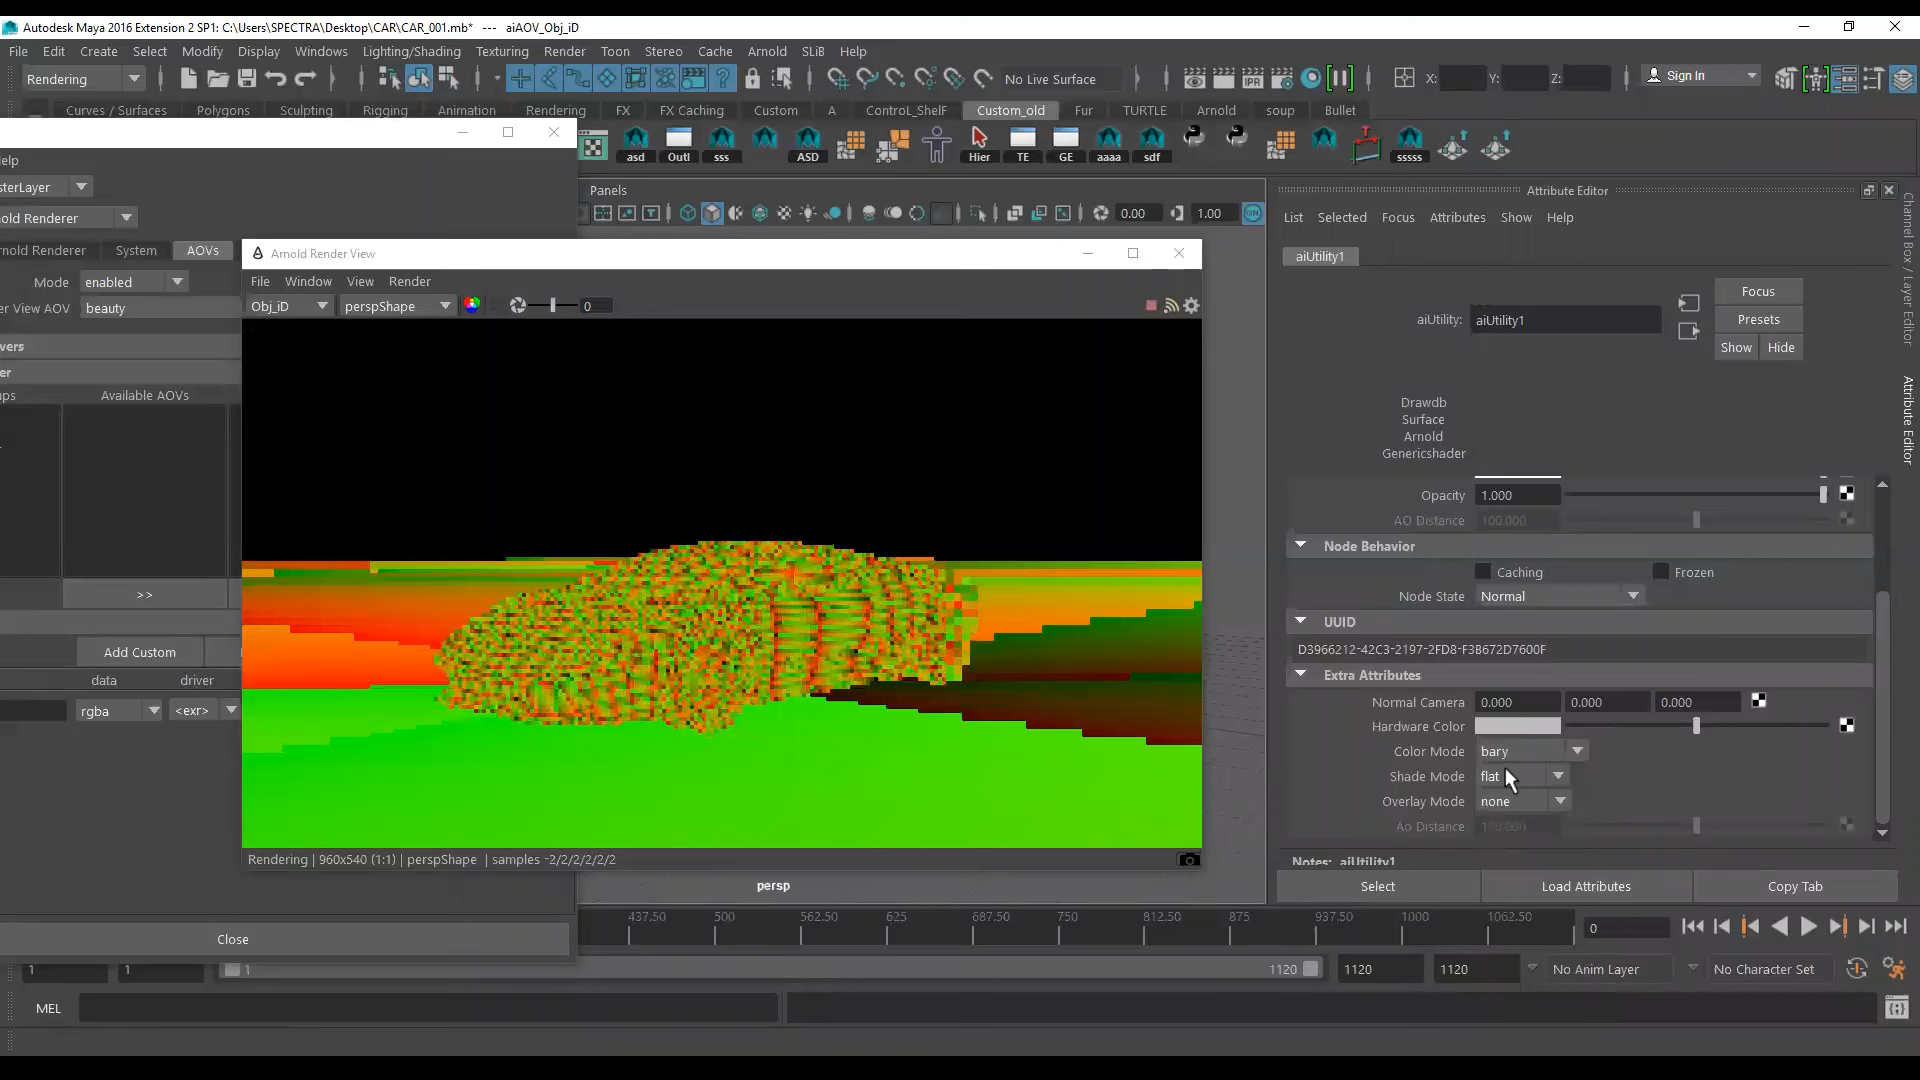 Autodesk Maya 2016 Extension 2 SP1: C:\Users\SPECTRA\Desktop\CAR\CAR_001.mb* --- aiAOV_Obj_iD
File Edit Create Select Modify Display Windows Lighting/Shading Texturing Render Toon Stereo Cache Arnold SLiB Help
Rendering No Live Surface X: Y: Z: Sign In
Curves / Surfaces Polygons Sculpting Rigging Animation Rendering FX FX Caching Custom A ControL_ShelF Custom_old Fur TURTLE Arnold soup Bullet
asd Outl sss ASD Hier TE GE aaaa sdf sssss
elp
sterLayer
old Renderer
Panels
0.00 1.00 ON
rnold Renderer System AOVs
Mode enabled
er View AOV beauty
vers
er
ps Available AOVs
>>
Add Custom
data driver
rgba <exr>
Close
Arnold Render View
File Window View Render
Obj_iD perspShape 0
Rendering | 960x540 (1:1) | perspShape | samples -2/2/2/2/2/2
persp
Attribute Editor
List Selected Focus Attributes Show Help
aiUtility1
aiUtility: aiUtility1
Focus
Presets
Show Hide
Drawdb
Surface
Arnold
Genericshader
Opacity 1.000
AO Distance 100.000
Node Behavior
Caching Frozen
Node State Normal
UUID
D3966212-42C3-2197-2FD8-F3B672D7600F
Extra Attributes
Normal Camera 0.000 0.000 0.000
Hardware Color
Color Mode bary
Shade Mode flat
Overlay Mode none
Ao Distance 100.000
Notes: aiUtility1
Select Load Attributes Copy Tab
Channel Box / Layer Editor
Attribute Editor
437.50 500 562.50 625 687.50 750 812.50 875 937.50 1000 1062.50 0
1 1 1 1120 1120 1120 No Anim Layer No Character Set
MEL